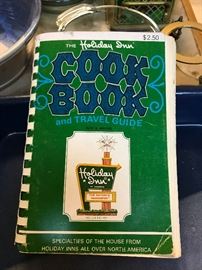 $2.50
THE Holiday Inn
COOK
BOOK
and TRAVEL GUIDE
Holiday
Inn
SPECIALTIES OF THE HOUSE FROM
HOLIDAY INNS ALL OVER NORTH AMERICA